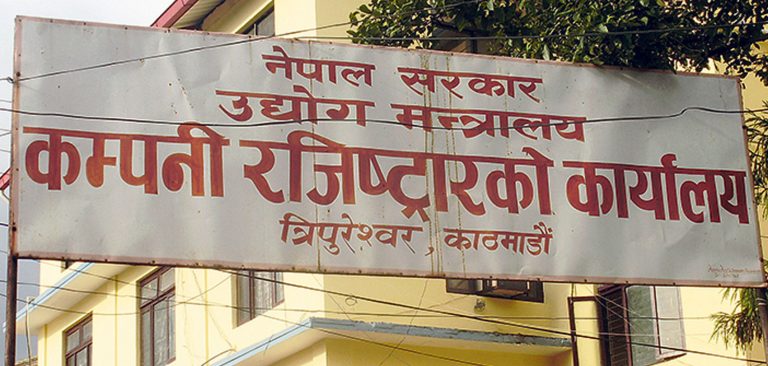 नेपाल सरकार
उद्योग मन्त्रालय
कम्पनी रजिष्ट्रारको कार्यालय
त्रिपुरेश्वर, काठमाडौं